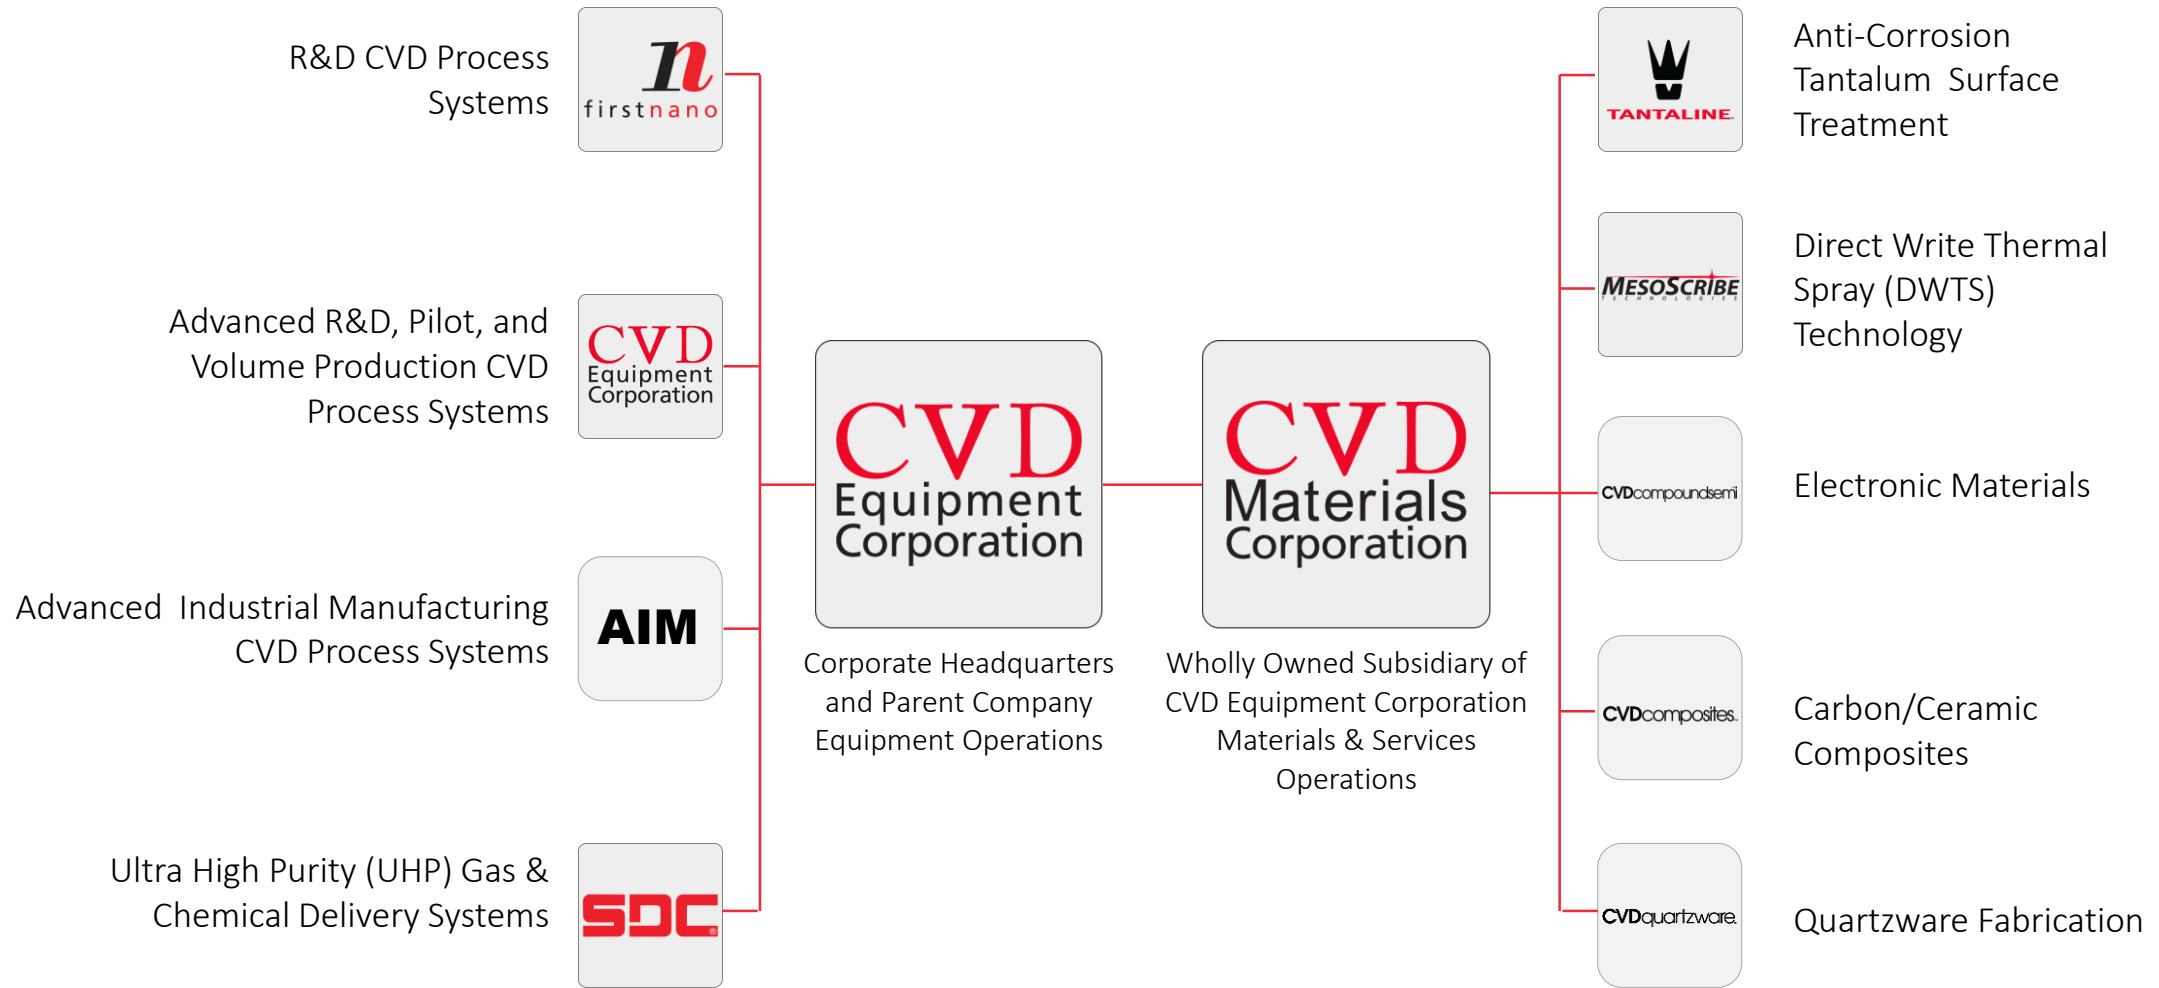 R&D CVD Process
Systems
firstnano
Advanced R&D, Pilot, and
Volume Production CVD
Process Systems
CVD
Equipment
Corporation
Advanced Industrial Manufacturing
CVD Process Systems
AIM
Ultra High Purity (UHP) Gas &
Chemical Delivery Systems
SDC®
CVD
Equipment
Corporation
Corporate Headquarters
and Parent Company
Equipment Operations
CVD
Materials
Corporation
Wholly Owned Subsidiary of
CVD Equipment Corporation
Materials & Services
Operations
TANTALINE
Anti-Corrosion
Tantalum Surface
Treatment
MESOSCRIBE
TECHNOLOGIES
Direct Write Thermal
Spray (DWTS)
Technology
CVDcompoundsemi
Electronic Materials
CVDcomposites
Carbon/Ceramic
Composites
CVDquartzware
Quartzware Fabrication